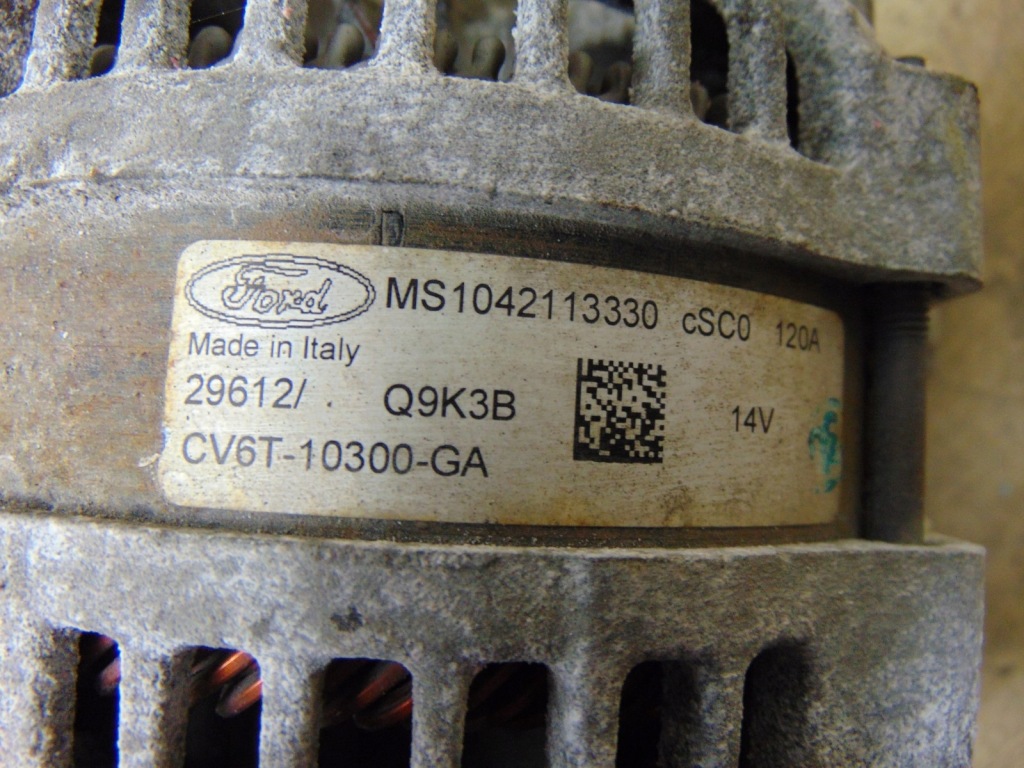 Ford MS1042113330 cSC0 120A
Made in Italy
29612/ . Q9K3B 14V
CV6T-10300-GA